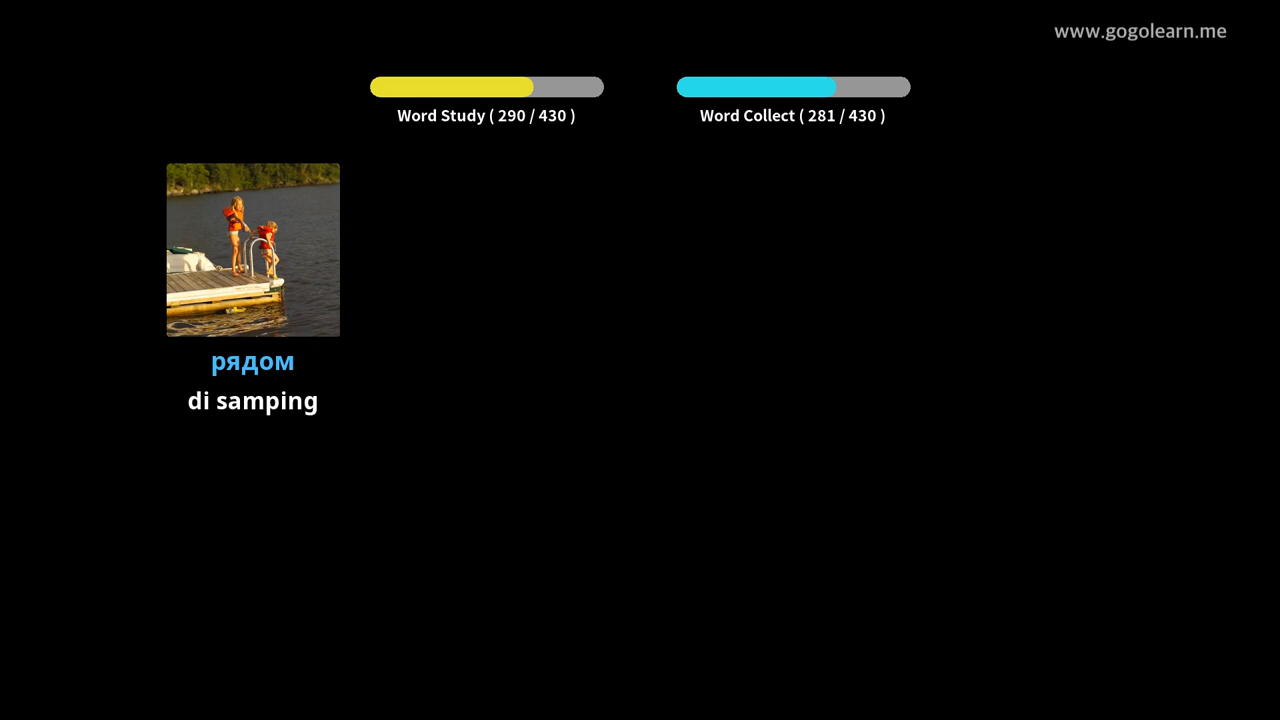 www.gogolearn.me
Word Study ( 290 / 430 )
Word Collect ( 281 / 430 )
рядом
di samping